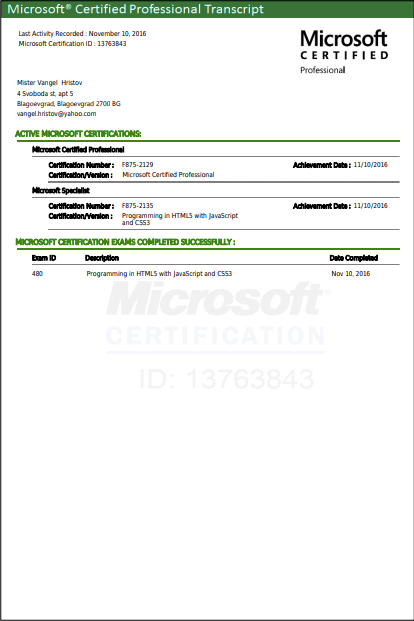 Microsoft® Certified Professional Transcript
Last Activity Recorded : November 10, 2016
Microsoft Certification ID : 13763843
Microsoft
CERTIFIED
Professional
Mister Vangel Hristov
4 Svoboda st, apt 5
Blagoevgrad, Blagoevgrad 2700 BG
vangel.hristov@yahoo.com
ACTIVE MICROSOFT CERTIFICATIONS:
Microsoft Certified Professional
Certification Number : F875-2129 Achievement Date : 11/10/2016
Certification/Version : Microsoft Certified Professional
Microsoft Specialist
Certification Number : F875-2135 Achievement Date : 11/10/2016
Certification/Version : Programming in HTML5 with JavaScript
and CSS3
MICROSOFT CERTIFICATION EXAMS COMPLETED SUCCESSFULLY :
Exam ID Description Date Completed
480 Programming in HTML5 with JavaScript and CSS3 Nov 10, 2016
Microsoft®
CERTIFICATION
ID: 13763843